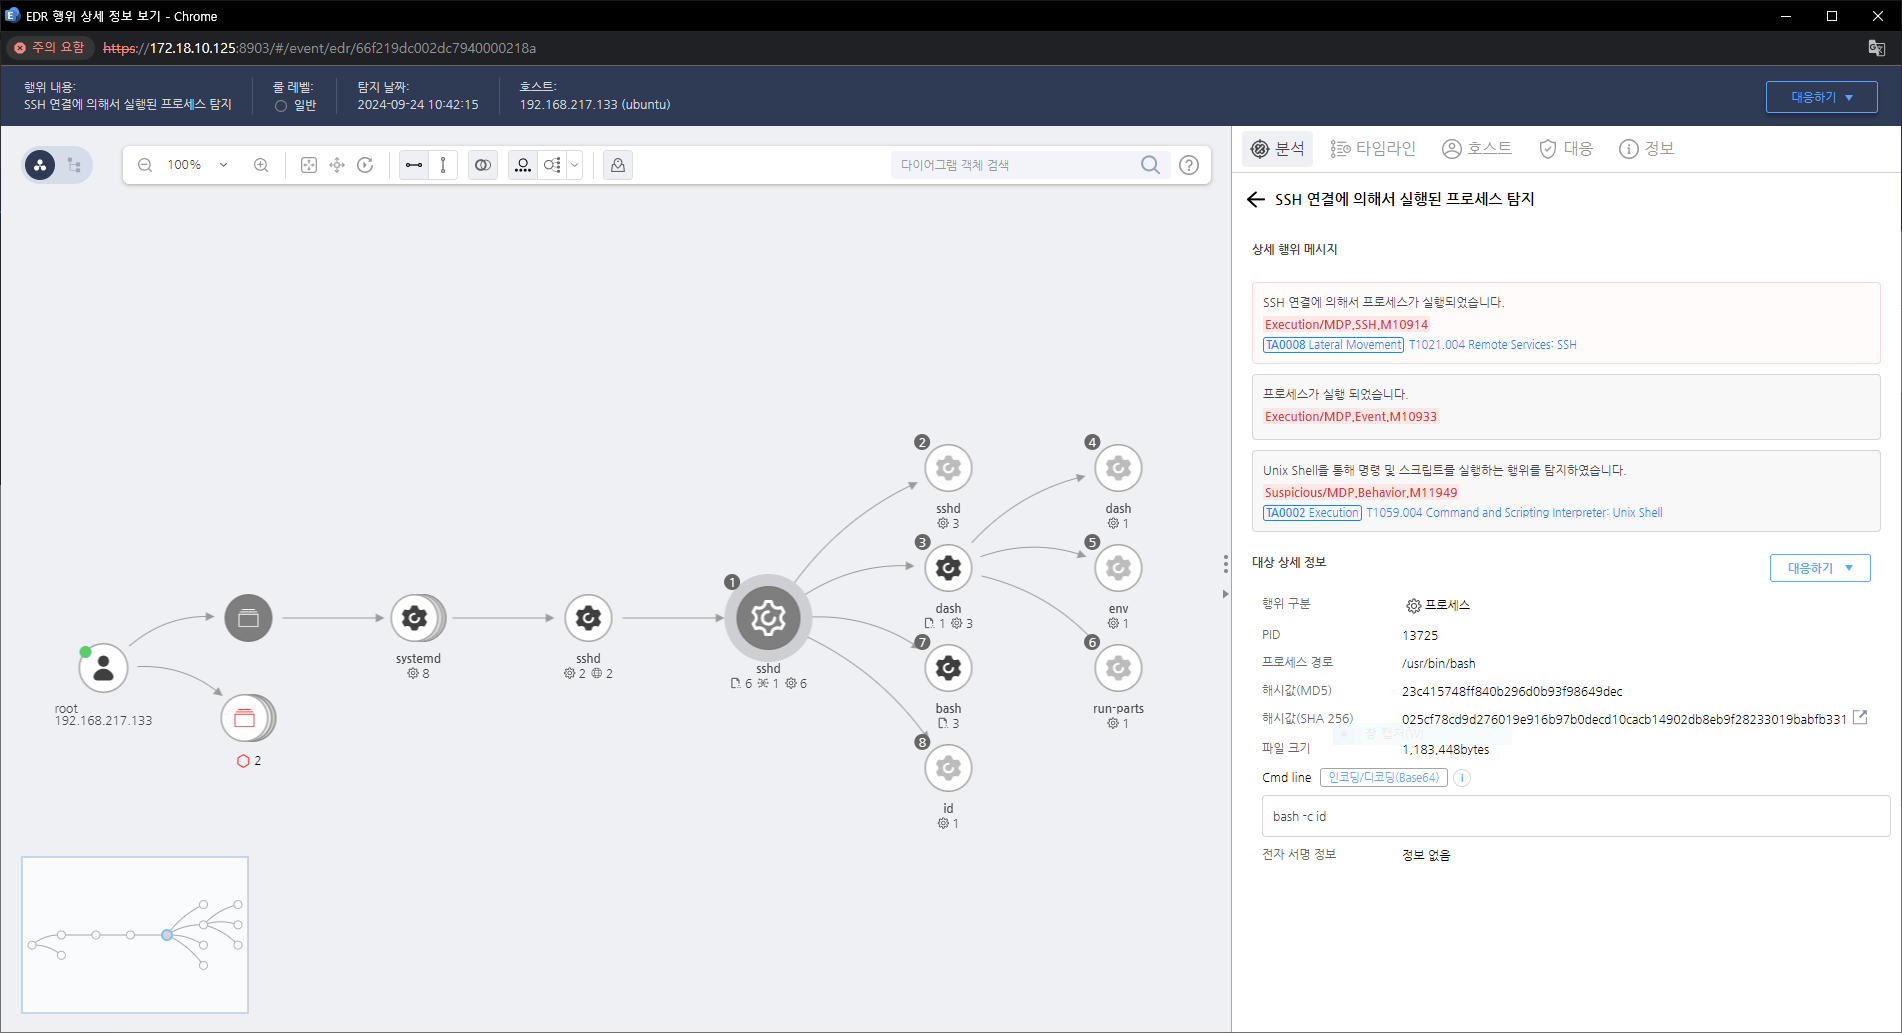 EDR 행위 상세 정보 보기 - Chrome
주의 요함
https://172.18.10.125:8903/#/event/edr/66f219dc002dc7940000218a
행위 내용:
SSH 연결에 의해서 실행된 프로세스 탐지
룰 레벨:
일반
탐지 날짜:
2024-09-24 10:42:15
호스트:
192.168.217.133 (ubuntu)
대응하기
100%
다이어그램 객체 검색
분석
타임라인
호스트
대응
정보
SSH 연결에 의해서 실행된 프로세스 탐지
상세 행위 메시지
SSH 연결에 의해서 프로세스가 실행되었습니다.
Execution/MDP.SSH.M10914
TA0008 Lateral Movement T1021.004 Remote Services: SSH
프로세스가 실행 되었습니다.
Execution/MDP.Event.M10933
Unix Shell을 통해 명령 및 스크립트를 실행하는 행위를 탐지하였습니다.
Suspicious/MDP.Behavior.M11949
TA0002 Execution T1059.004 Command and Scripting Interpreter: Unix Shell
대상 상세 정보
대응하기
행위 구분 프로세스
PID 13725
프로세스 경로 /usr/bin/bash
해시값(MD5) 23c415748ff840b296d0b93f98649dec
해시값(SHA 256) 025cf78cd9d276019e916b97b0decd10cacb14902db8eb9f28233019babfb331
창 캡처(W)
파일 크기 1,183,448bytes
Cmd line 인코딩/디코딩(Base64) i
bash -c id
전자 서명 정보 정보 없음
root
192.168.217.133
2
systemd
8
sshd
2 2
1
sshd
6 1 6
2
sshd
3
3
dash
1 3
7
bash
3
8
id
1
4
dash
1
5
env
1
6
run-parts
1